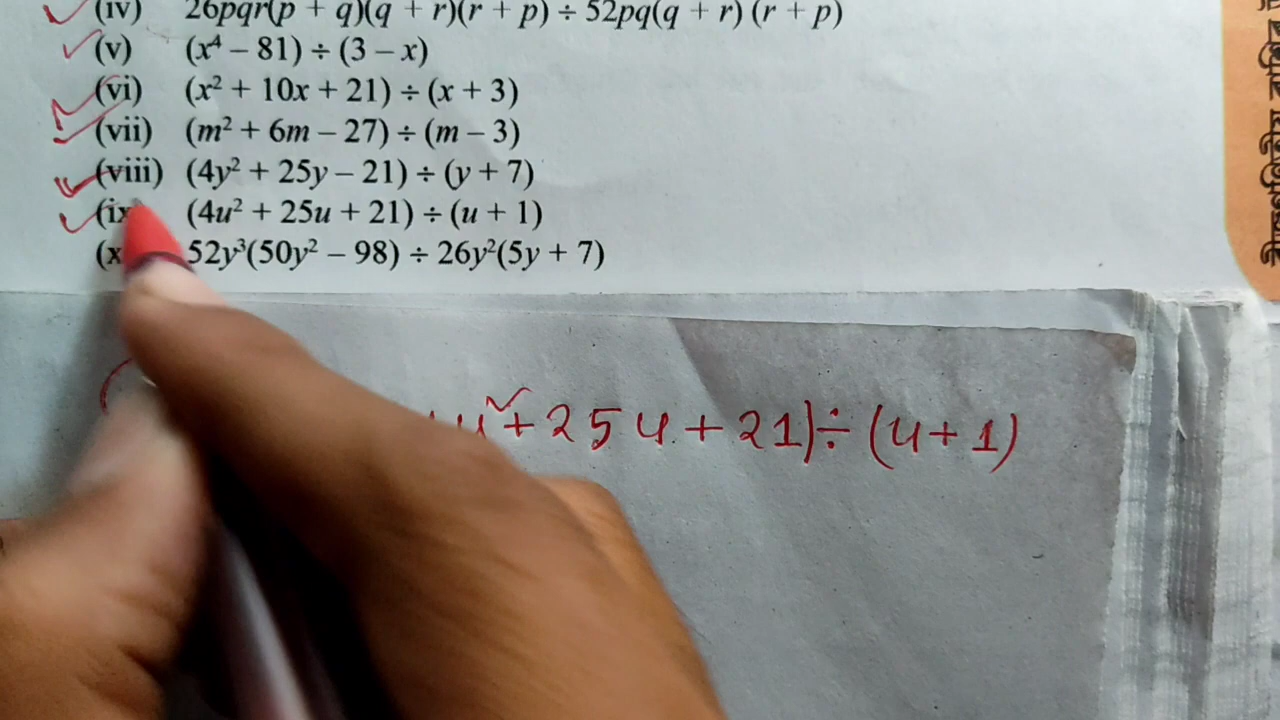 (iv) 26pqr(p + q)(q + r)(r + p) ÷ 52pq(q + r) (r + p)
(v) (x⁴ – 81) ÷ (3 – x)
(vi) (x² + 10x + 21) ÷ (x + 3)
(vii) (m² + 6m – 27) ÷ (m – 3)
(viii) (4y² + 25y – 21) ÷ (y + 7)
(ix (4u² + 25u + 21) ÷ (u + 1)
(x 52y³(50y² – 98) ÷ 26y²(5y + 7)
u² + 25u + 21) ÷ (u + 1)